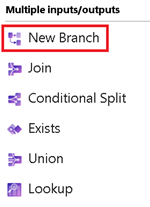 Multiple inputs/outputs
New Branch
Join
Conditional Split
Exists
Union
Lookup